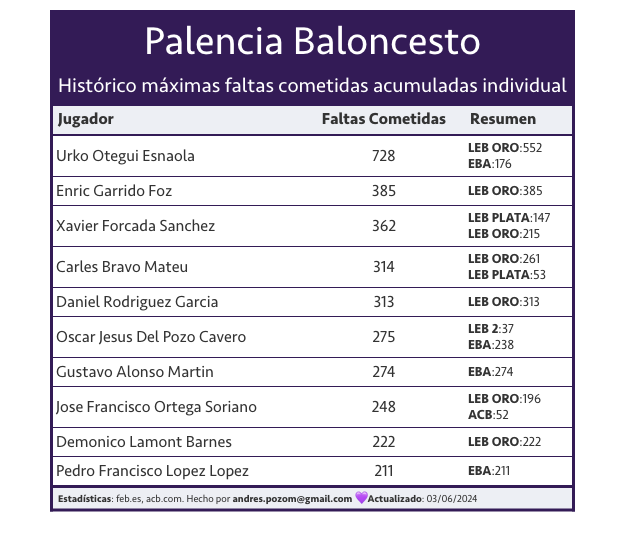 Palencia Baloncesto
Histórico máximas faltas cometidas acumuladas individual
Jugador Faltas Cometidas Resumen
Urko Otegui Esnaola 728 LEB ORO:552
EBA:176
Enric Garrido Foz 385 LEB ORO:385
Xavier Forcada Sanchez 362 LEB PLATA:147
LEB ORO:215
Carles Bravo Mateu 314 LEB ORO:261
LEB PLATA:53
Daniel Rodriguez Garcia 313 LEB ORO:313
Oscar Jesus Del Pozo Cavero 275 LEB 2:37
EBA:238
Gustavo Alonso Martin 274 EBA:274
Jose Francisco Ortega Soriano 248 LEB ORO:196
ACB:52
Demonico Lamont Barnes 222 LEB ORO:222
Pedro Francisco Lopez Lopez 211 EBA:211
Estadísticas: feb.es, acb.com. Hecho por andres.pozom@gmail.com 💜Actualizado: 03/06/2024